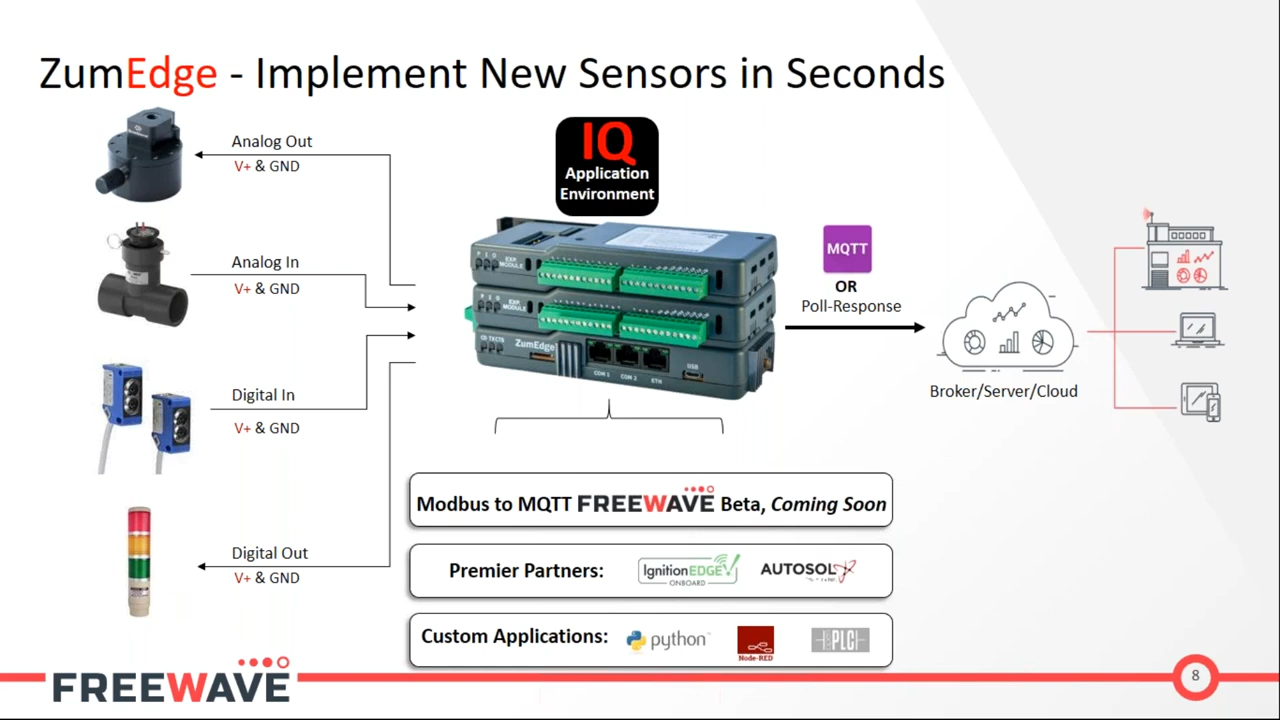 ZumEdge - Implement New Sensors in Seconds
Analog Out
V+ & GND
Analog In
V+ & GND
Digital In
V+ & GND
Digital Out
V+ & GND
IQ
Application
Environment
EXP.
MODULE
EXP.
MODULE
ZumEdge
COM 1
COM 2
ETH
USB
MQTT
OR
Poll-Response
Broker/Server/Cloud
Modbus to MQTT FREEWAVE Beta, Coming Soon
Premier Partners:
IgnitionEDGE
ONBOARD
AUTOSOL
Custom Applications:
python
Node-RED
PLC
FREEWAVE
8